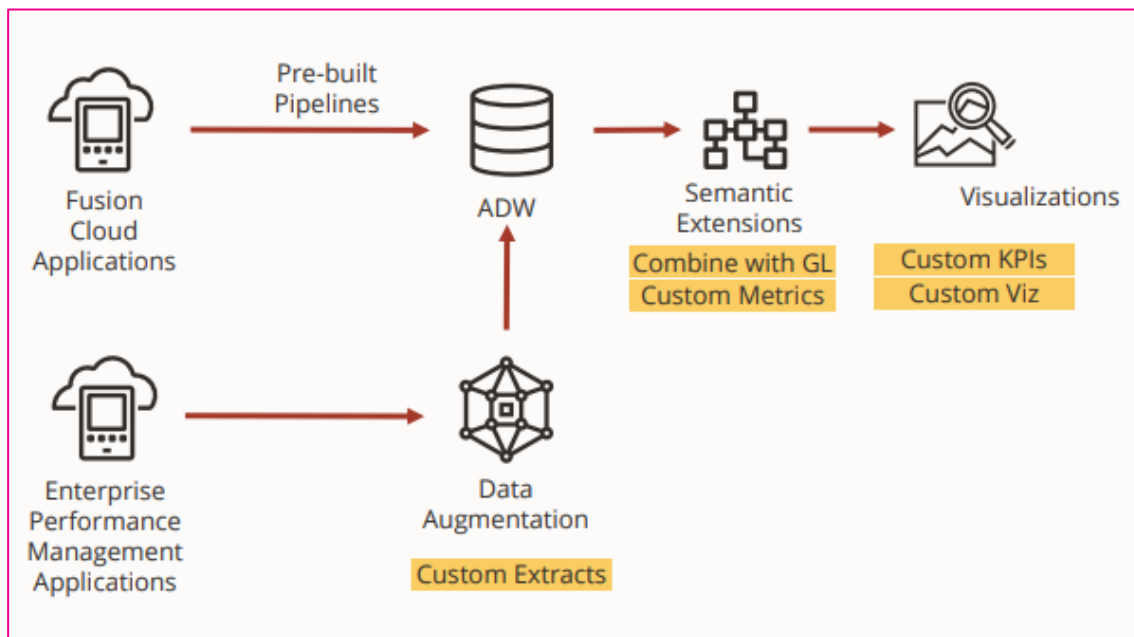 Pre-built
Pipelines
Fusion
Cloud
Applications
ADW
Semantic
Extensions
Combine with GL
Custom Metrics
Visualizations
Custom KPIs
Custom Viz
Enterprise
Performance
Management
Applications
Data
Augmentation
Custom Extracts